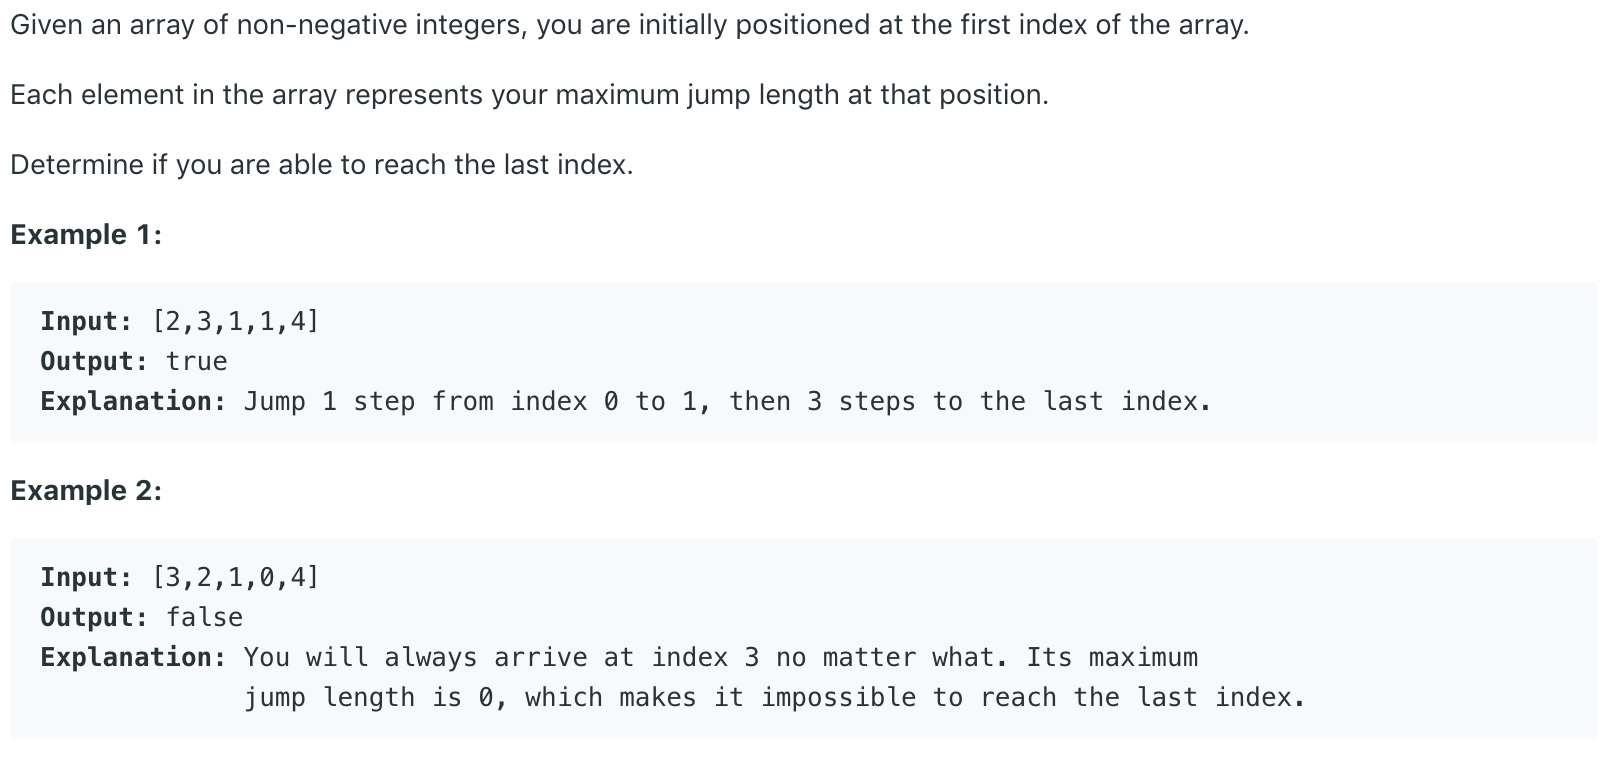 Given an array of non-negative integers, you are initially positioned at the first index of the array.
Each element in the array represents your maximum jump length at that position.
Determine if you are able to reach the last index.
Example 1:
Input: [2,3,1,1,4]
Output: true
Explanation: Jump 1 step from index 0 to 1, then 3 steps to the last index.
Example 2:
Input: [3,2,1,0,4]
Output: false
Explanation: You will always arrive at index 3 no matter what. Its maximum
jump length is 0, which makes it impossible to reach the last index.